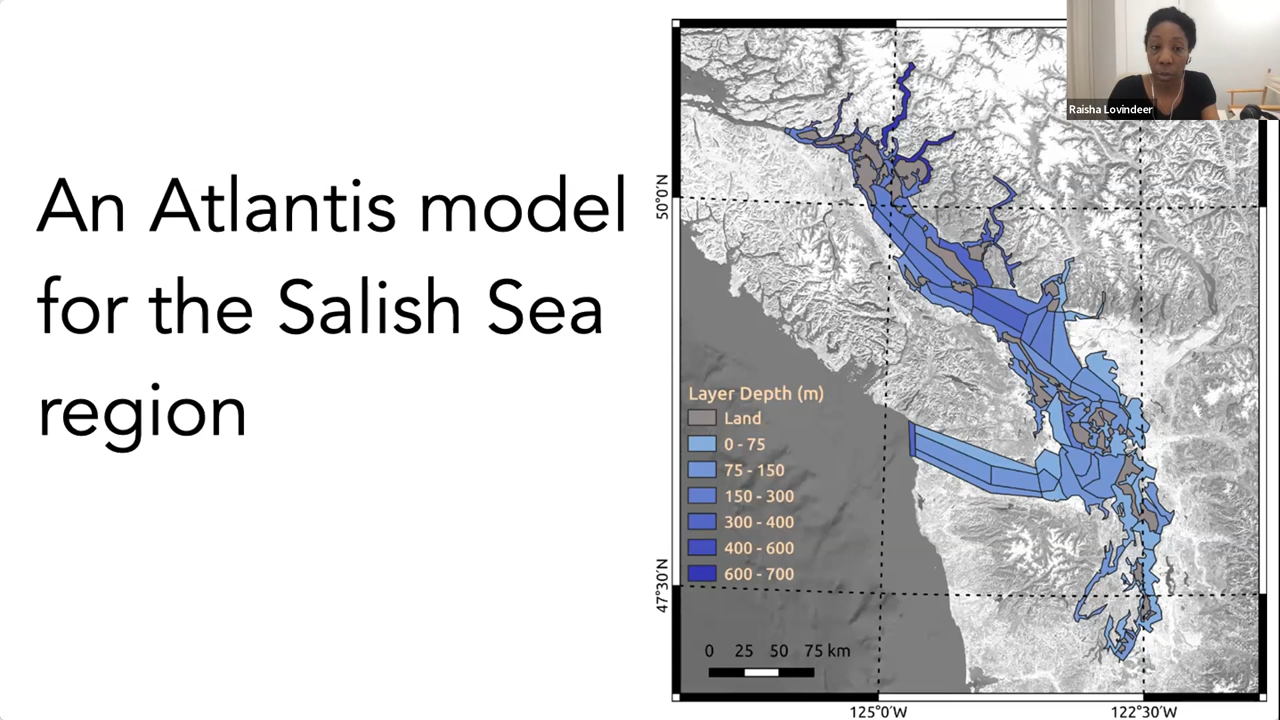 An Atlantis model
for the Salish Sea
region
Raisha Lovindeer
50°0'N
47°30'N
Layer Depth (m)
Land
0 - 75
75 - 150
150 - 300
300 - 400
400 - 600
600 - 700
0 25 50 75 km
125°0'W 122°30'W